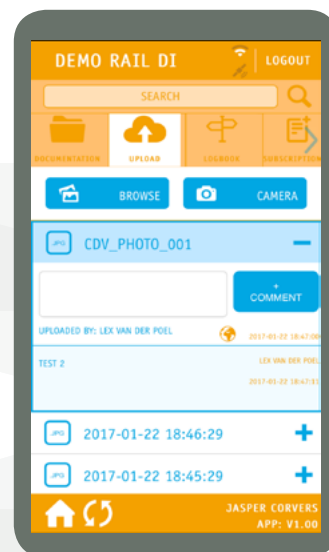 DEMO RAIL DI
LOGOUT
SEARCH
DOCUMENTATION
UPLOAD
LOGBOOK
SUBSCRIPTION
BROWSE
CAMERA
JPG
CDV_PHOTO_001
+
COMMENT
UPLOADED BY: LEX VAN DER POEL
2017-01-22 18:47:00
TEST 2
LEX VAN DER POEL
2017-01-22 18:47:11
JPG
2017-01-22 18:46:29
JPG
2017-01-22 18:45:29
JASPER CORVERS
APP: V1.00